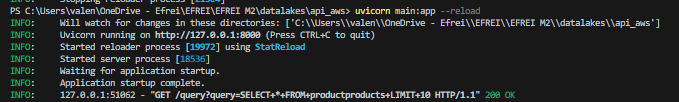 PS C:\Users\valen\OneDrive - Efrei\EFREI\EFREI M2\datalakes\api_aws> uvicorn main:app --reload
INFO: Will watch for changes in these directories: ['C:\\Users\\valen\\OneDrive - Efrei\\EFREI\\EFREI M2\\datalakes\\api_aws']
INFO: Uvicorn running on http://127.0.0.1:8000 (Press CTRL+C to quit)
INFO: Started reloader process [19972] using StatReload
INFO: Started server process [18536]
INFO: Waiting for application startup.
INFO: Application startup complete.
INFO: 127.0.0.1:51062 - "GET /query?query=SELECT+*+FROM+productproducts+LIMIT+10 HTTP/1.1" 200 OK